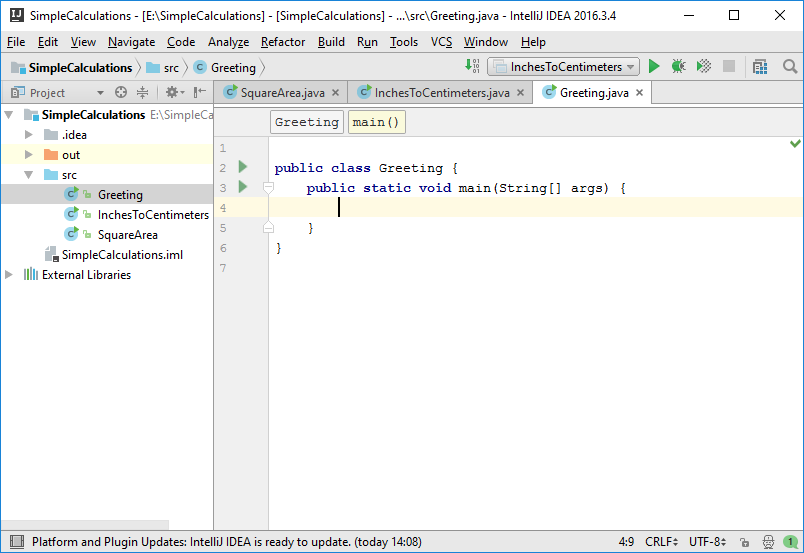 SimpleCalculations - [E:\SimpleCalculations] - [SimpleCalculations] - ...\src\Greeting.java - IntelliJ IDEA 2016.3.4
File Edit View Navigate Code Analyze Refactor Build Run Tools VCS Window Help
SimpleCalculations src Greeting InchesToCentimeters
Project SquareArea.java InchesToCentimeters.java Greeting.java
SimpleCalculations E:\SimpleCa
.idea
out
src
Greeting
InchesToCentimeters
SquareArea
SimpleCalculations.iml
External Libraries
Greeting main()
1
2 public class Greeting {
3 public static void main(String[] args) {
4
5 }
6 }
7
Platform and Plugin Updates: IntelliJ IDEA is ready to update. (today 14:08) 4:9 CRLF UTF-8 1